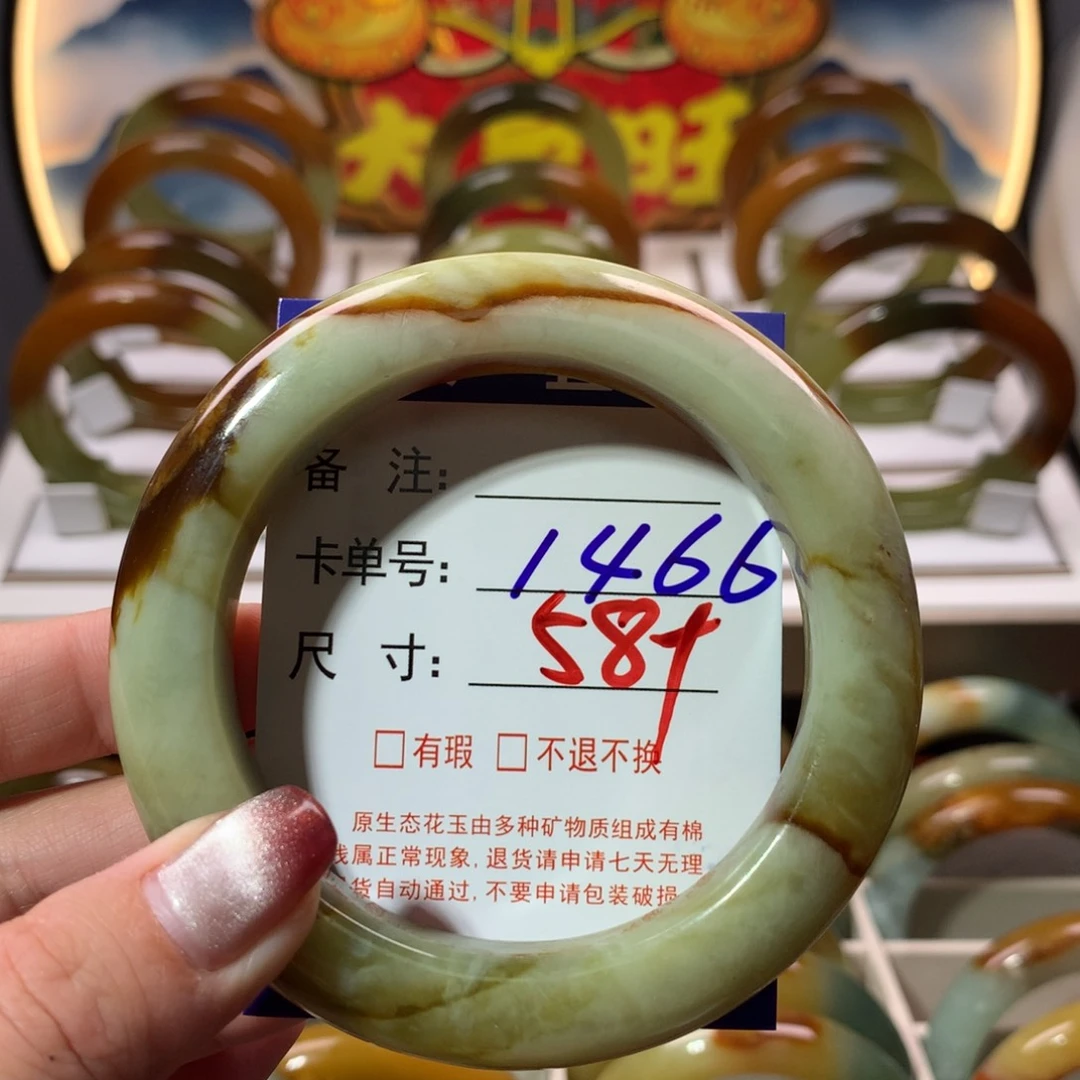 大 旺
备 注：
卡单号： 1466
尺 寸： 58+
□有瑕 □不退不换
原生态花玉由多种矿物质组成有棉
线属正常现象，退货请申请七天无理
货自动通过，不要申请包装破损